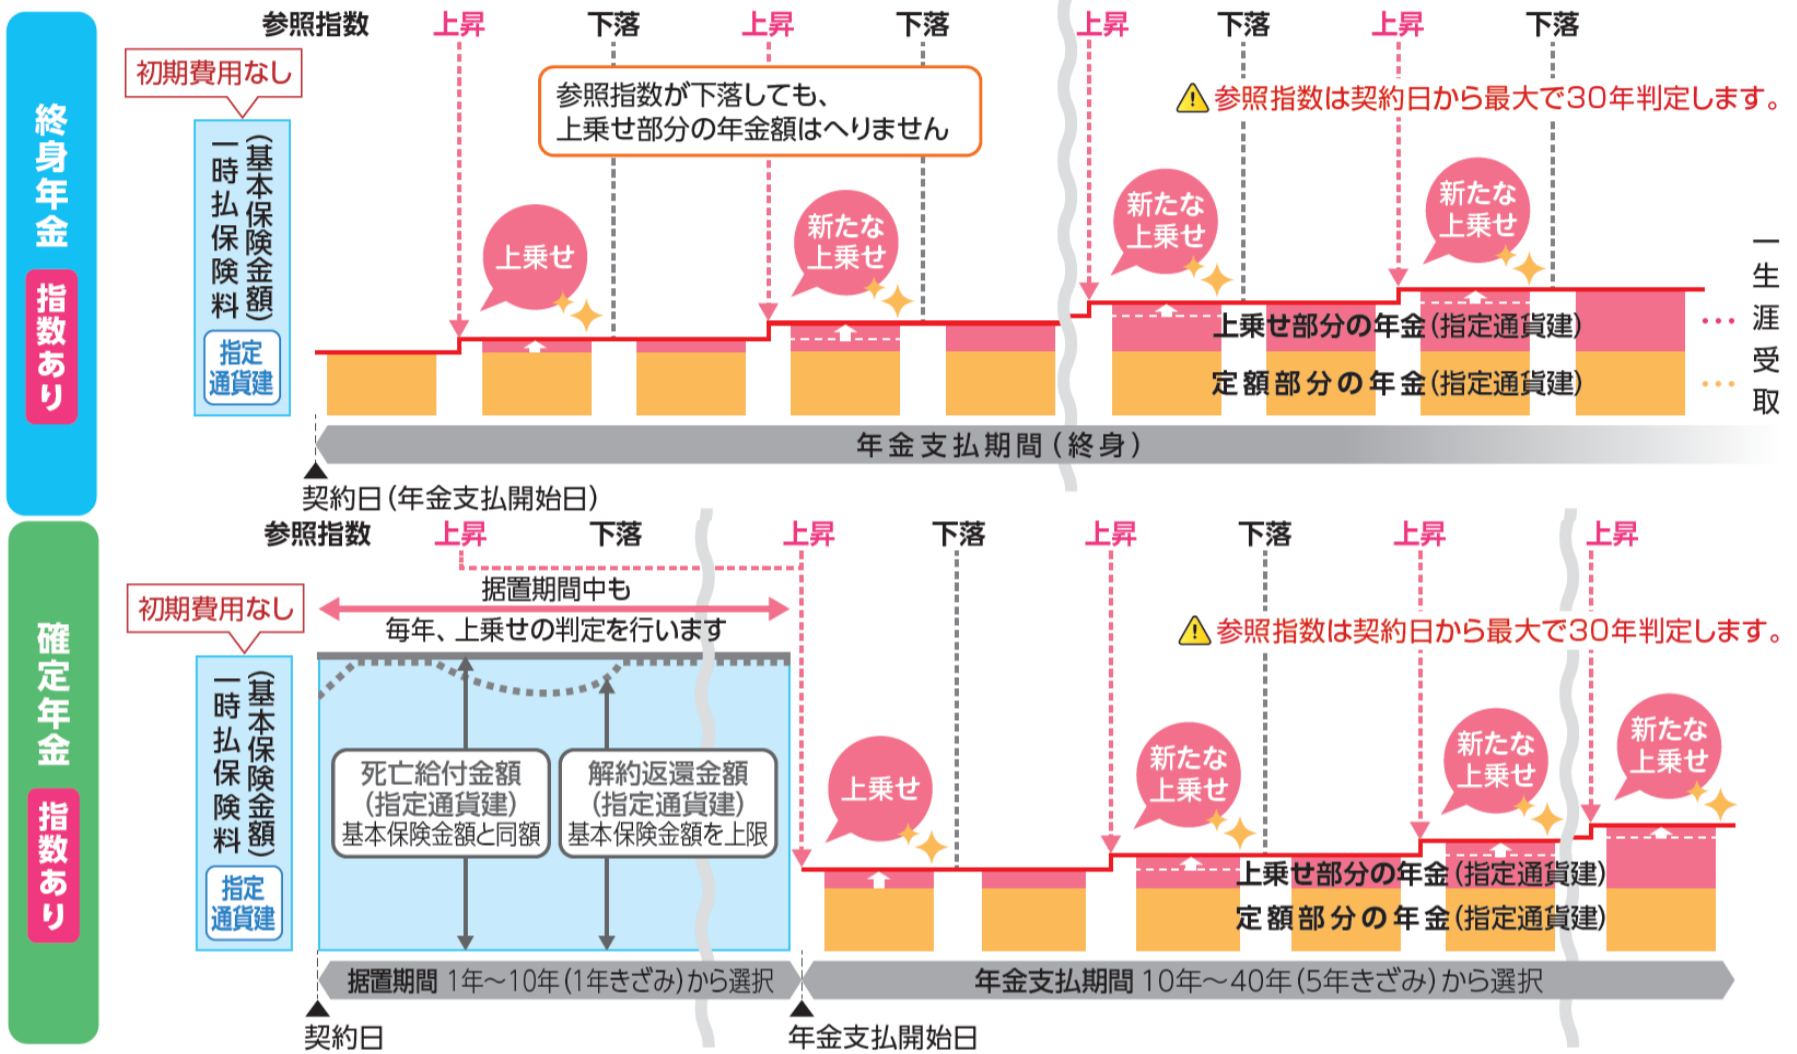 終身年金
指数あり
参照指数
上昇
下落
上昇
下落
上昇
下落
上昇
下落
初期費用なし
参照指数が下落しても、
上乗せ部分の年金額はへりません
参照指数は契約日から最大で30年判定します。
一時払保険料
(基本保険金額)
指定
通貨建
上乗せ
新たな
上乗せ
新たな
上乗せ
新たな
上乗せ
上乗せ部分の年金(指定通貨建)
定額部分の年金(指定通貨建)
…
…
一生涯受取
年金支払期間(終身)
契約日(年金支払開始日)
確定年金
指数あり
参照指数
上昇
下落
上昇
下落
上昇
下落
上昇
上昇
初期費用なし
据置期間中も
毎年、上乗せの判定を行います
参照指数は契約日から最大で30年判定します。
一時払保険料
(基本保険金額)
指定
通貨建
死亡給付金額
(指定通貨建)
基本保険金額と同額
解約返還金額
(指定通貨建)
基本保険金額を上限
上乗せ
新たな
上乗せ
新たな
上乗せ
新たな
上乗せ
上乗せ部分の年金(指定通貨建)
定額部分の年金(指定通貨建)
据置期間 1年~10年(1年きざみ)から選択
年金支払期間 10年~40年(5年きざみ)から選択
契約日
年金支払開始日